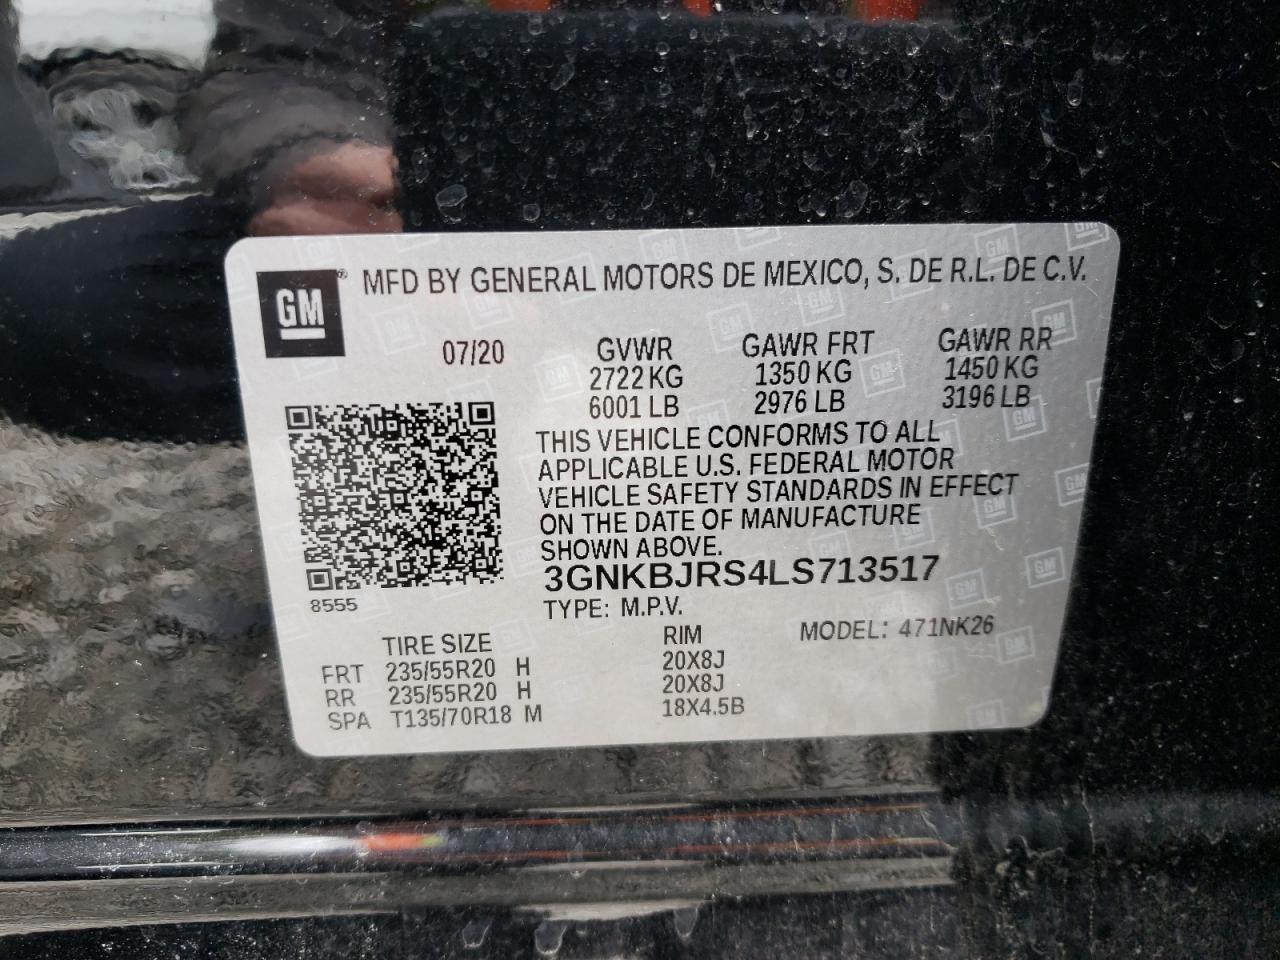 GM® MFD BY GENERAL MOTORS DE MEXICO, S. DE R.L. DE C.V.
07/20 GVWR GAWR FRT GAWR RR
2722 KG 1350 KG 1450 KG
6001 LB 2976 LB 3196 LB
THIS VEHICLE CONFORMS TO ALL
APPLICABLE U.S. FEDERAL MOTOR
VEHICLE SAFETY STANDARDS IN EFFECT
ON THE DATE OF MANUFACTURE
SHOWN ABOVE.
3GNKBJRS4LS713517
8555 TYPE: M.P.V.
TIRE SIZE RIM MODEL: 471NK26
FRT 235/55R20 H 20X8J
RR 235/55R20 H 20X8J
SPA T135/70R18 M 18X4.5B